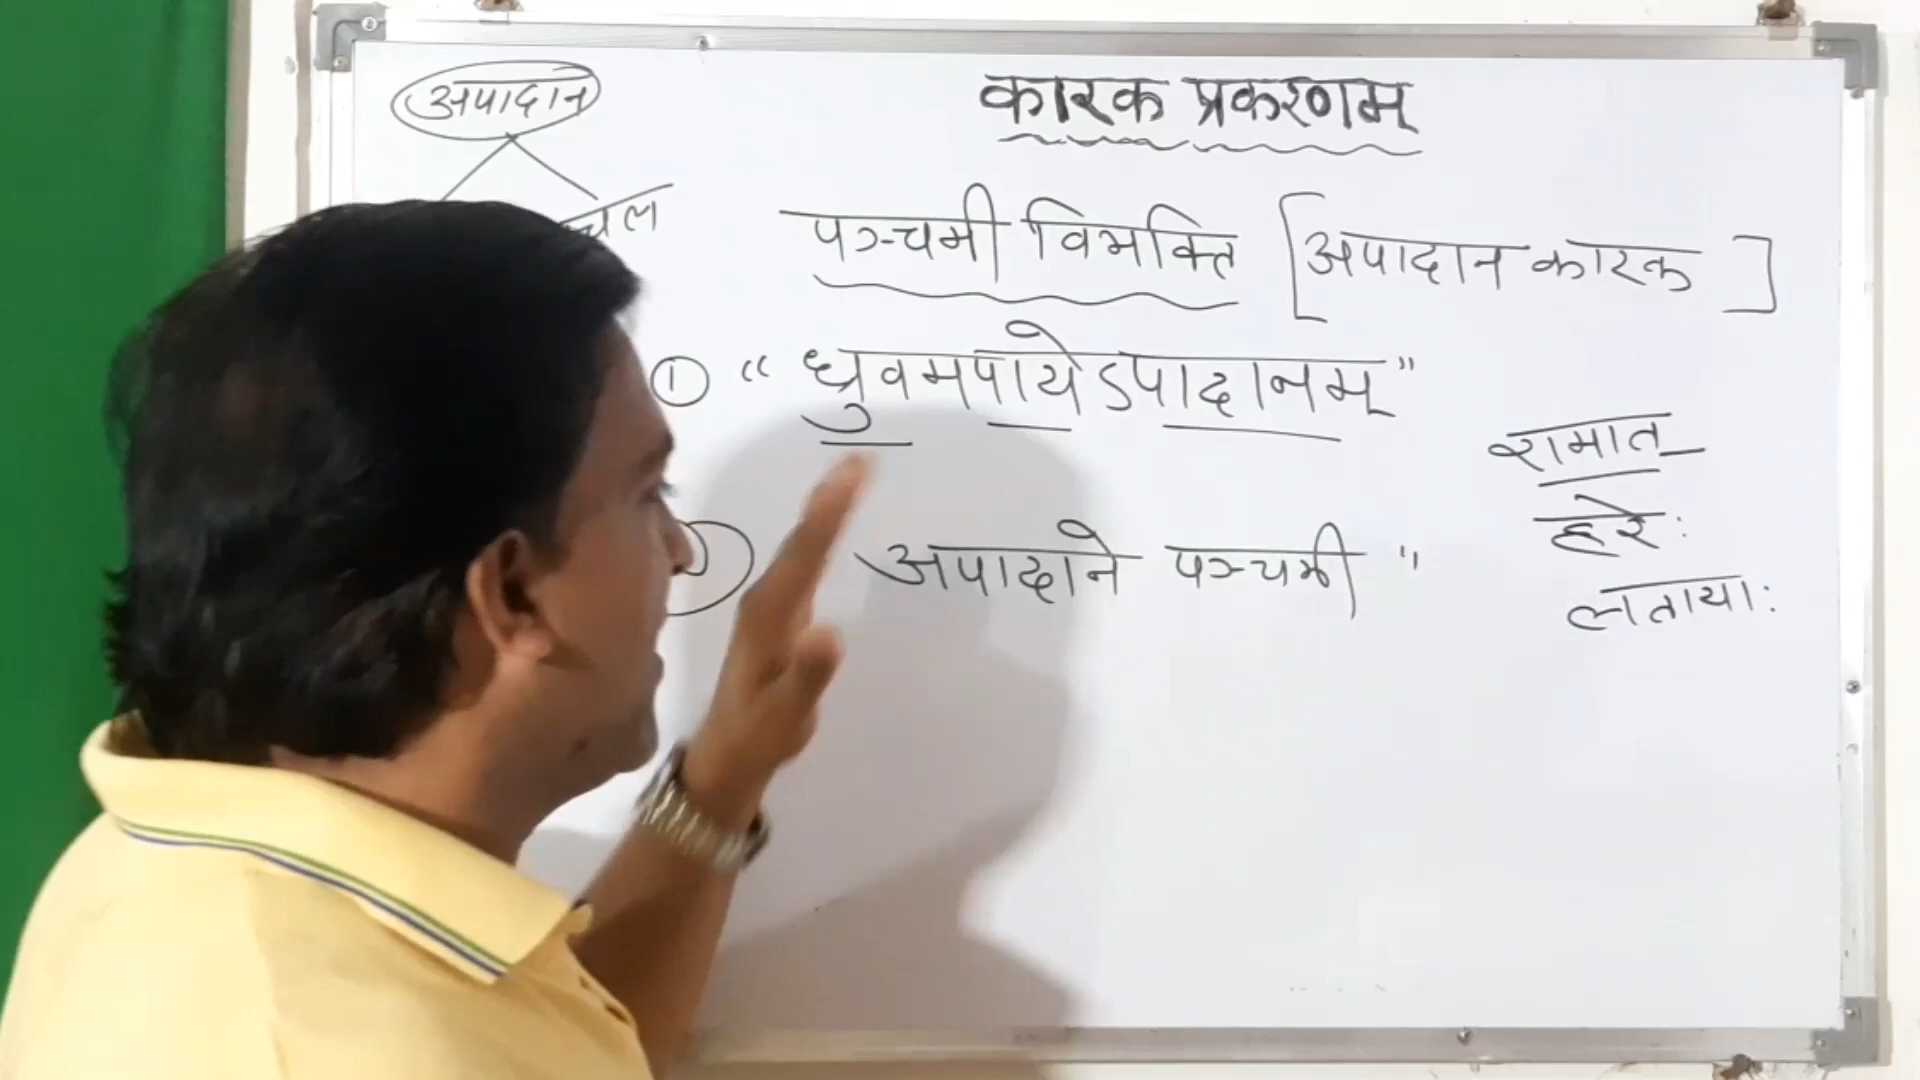 अपादान
कारक प्रकरणम्
चल
पञ्चमी विभक्ति [अपादान कारक]
① “ ध्रुवमपायेऽपादानम् ”
रामात्
हरेः
अपादाने पञ्चमी ”
लतायाः